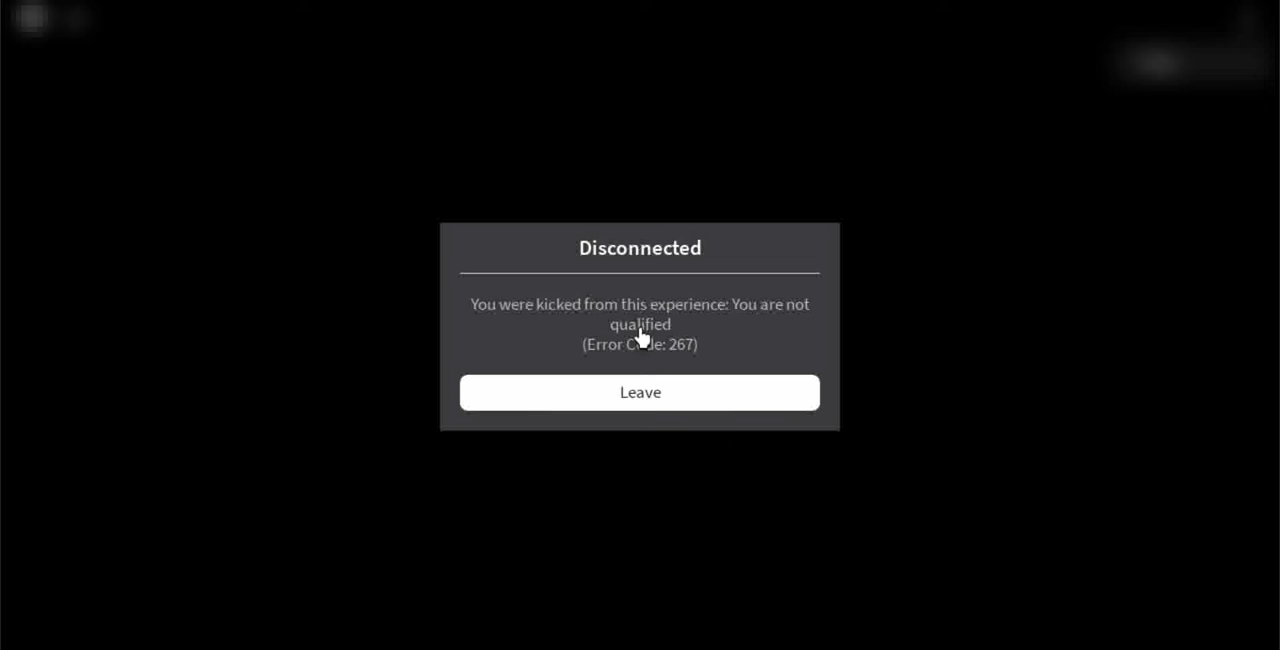 Disconnected
You were kicked from this experience: You are not
qualified
(Error Code: 267)
Leave